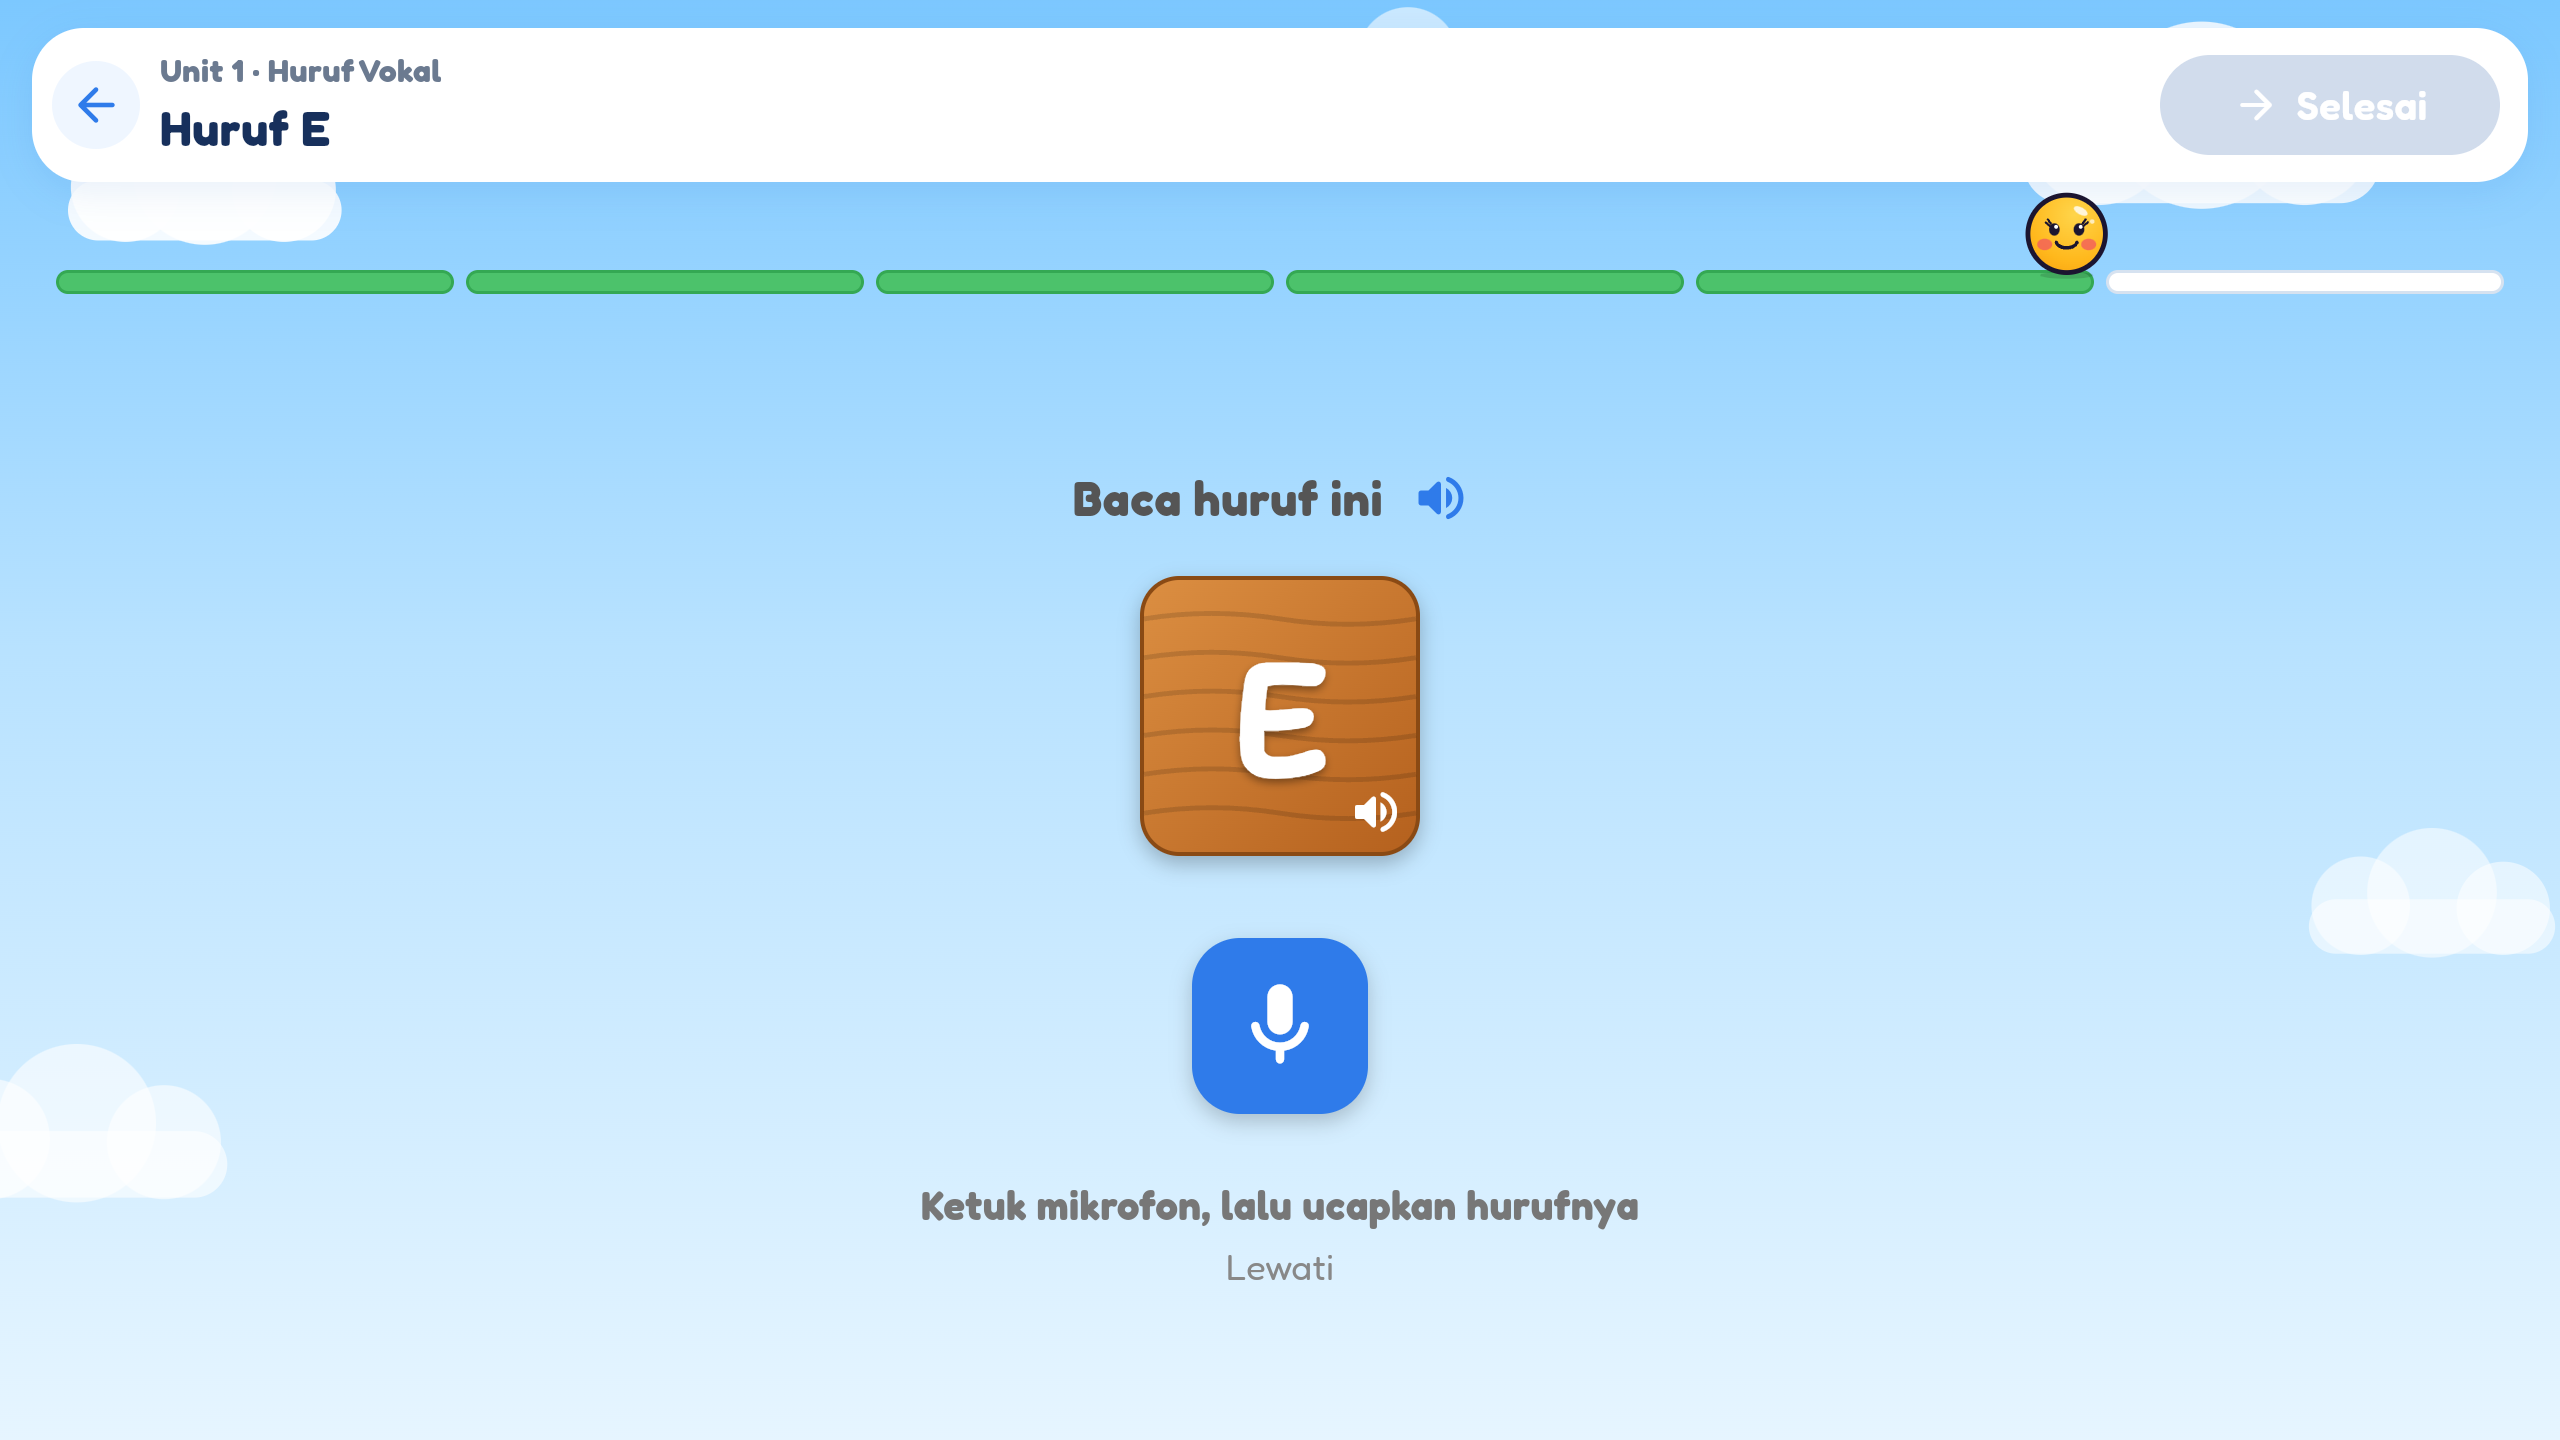 Unit 1 · Huruf Vokal
Huruf E
Selesai
Baca huruf ini
E
Ketuk mikrofon, lalu ucapkan hurufnya
Lewati